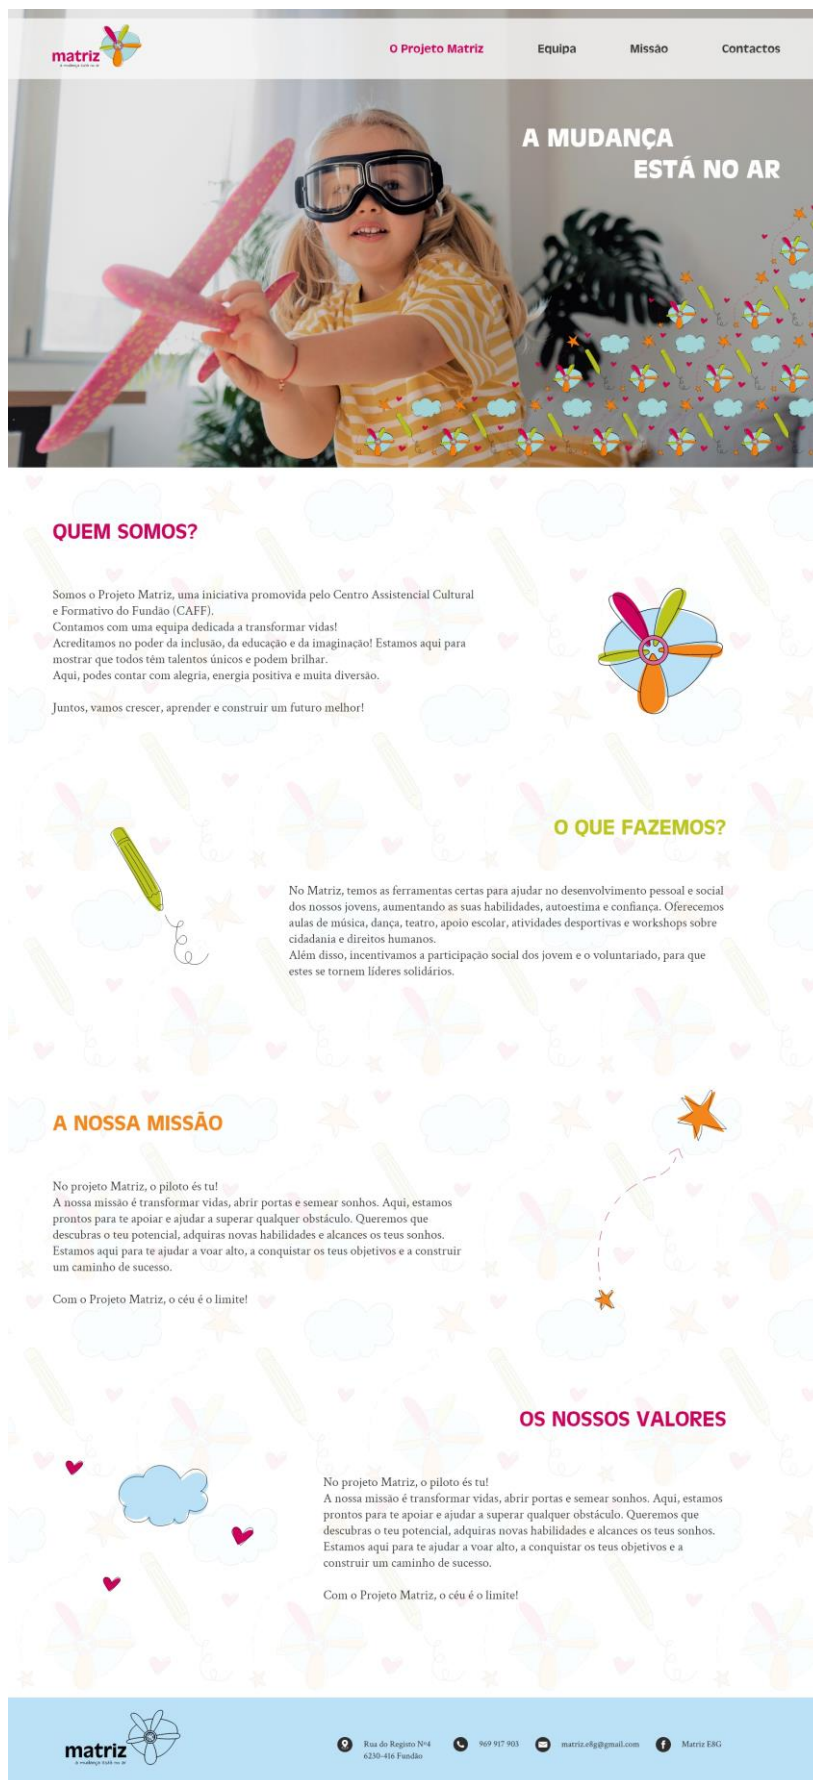 matriz
a mudança está no ar
O Projeto Matriz
Equipa
Missão
Contactos
A MUDANÇA
ESTÁ NO AR
QUEM SOMOS?
Somos o Projeto Matriz, uma iniciativa promovida pelo Centro Assistencial Cultural
e Formativo do Fundão (CAFF).
Contamos com uma equipa dedicada a transformar vidas!
Acreditamos no poder da inclusão, da educação e da imaginação! Estamos aqui para
mostrar que todos têm talentos únicos e podem brilhar.
Aqui, podes contar com alegria, energia positiva e muita diversão.
Juntos, vamos crescer, aprender e construir um futuro melhor!
O QUE FAZEMOS?
No Matriz, temos as ferramentas certas para ajudar no desenvolvimento pessoal e social
dos nossos jovens, aumentando as suas habilidades, autoestima e confiança. Oferecemos
aulas de música, dança, teatro, apoio escolar, atividades desportivas e workshops sobre
cidadania e direitos humanos.
Além disso, incentivamos a participação social dos jovem e o voluntariado, para que
estes se tornem líderes solidários.
A NOSSA MISSÃO
No projeto Matriz, o piloto és tu!
A nossa missão é transformar vidas, abrir portas e semear sonhos. Aqui, estamos
prontos para te apoiar e ajudar a superar qualquer obstáculo. Queremos que
descubras o teu potencial, adquiras novas habilidades e alcances os teus sonhos.
Estamos aqui para te ajudar a voar alto, a conquistar os teus objetivos e a construir
um caminho de sucesso.
Com o Projeto Matriz, o céu é o limite!
OS NOSSOS VALORES
No projeto Matriz, o piloto és tu!
A nossa missão é transformar vidas, abrir portas e semear sonhos. Aqui, estamos
prontos para te apoiar e ajudar a superar qualquer obstáculo. Queremos que
descubras o teu potencial, adquiras novas habilidades e alcances os teus sonhos.
Estamos aqui para te ajudar a voar alto, a conquistar os teus objetivos e a
construir um caminho de sucesso.
Com o Projeto Matriz, o céu é o limite!
matriz
a mudança está no ar
Rua do Registo Nº4
6230-416 Fundão
969 917 903
matriz.e8g@gmail.com
Matriz E8G